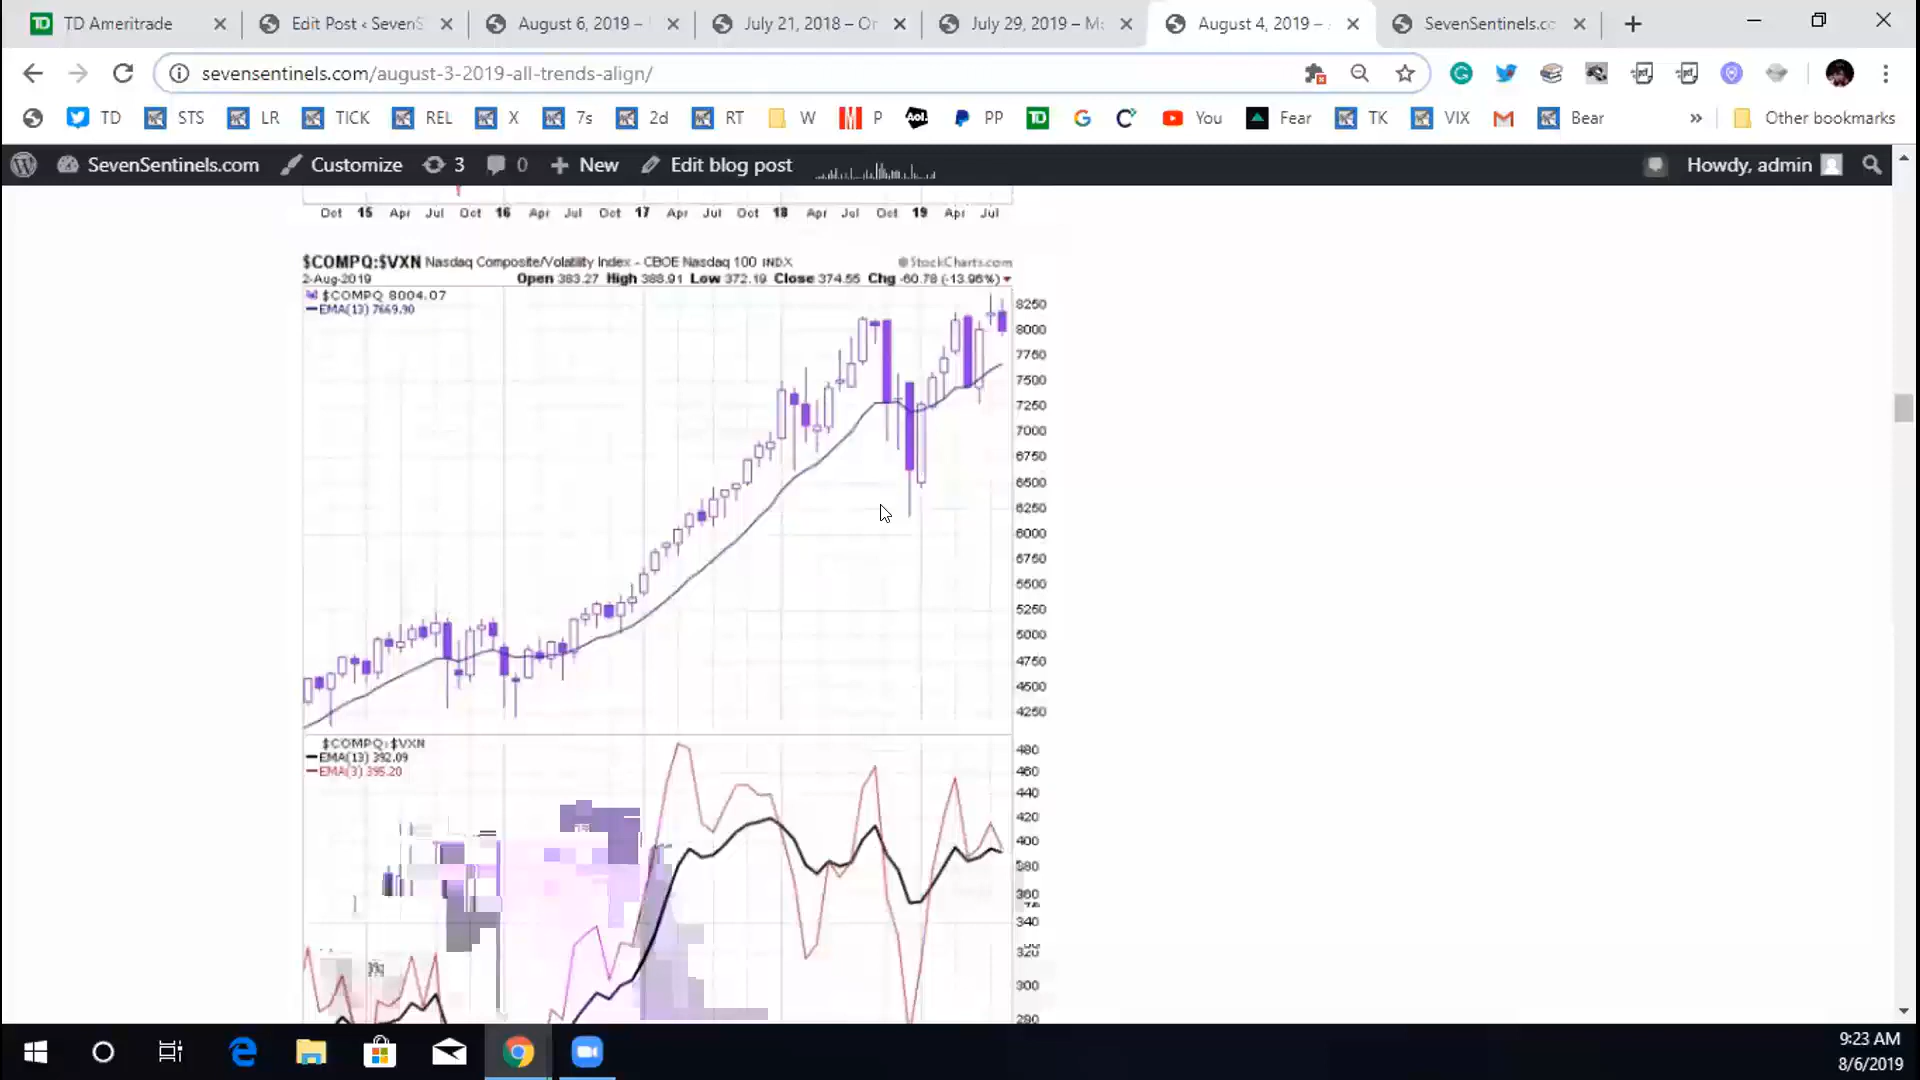 TD Ameritrade
Edit Post ‹ SevenS
August 6, 2019 –
July 21, 2018 – Or
July 29, 2019 – Ma
August 4, 2019 –
SevenSentinels.co
sevensentinels.com/august-3-2019-all-trends-align/
TD STS LR TICK REL X 7s 2d RT W P Aol. PP TD G You Fear TK VIX Bear » Other bookmarks
SevenSentinels.com Customize 3 0 New Edit blog post Howdy, admin
Oct 15 Apr Jul Oct 16 Apr Jul Oct 17 Apr Jul Oct 18 Apr Jul Oct 19 Apr Jul
$COMPQ:$VXN Nasdaq Composite/Volatility Index - CBOE Nasdaq 100 INDX @StockCharts.com
2-Aug-2019 Open 383.27 High 388.91 Low 372.19 Close 374.55 Chg -60.78 (-13.96%)
$COMPQ 8004.07
EMA(13) 7669.90
8250
8000
7750
7500
7250
7000
6750
6500
6250
6000
5750
5500
5250
5000
4750
4500
4250
$COMPQ:$VXN
EMA(13) 392.09
EMA(3) 395.20
480
460
440
420
400
380
360
340
320
300
280
9:23 AM
8/6/2019